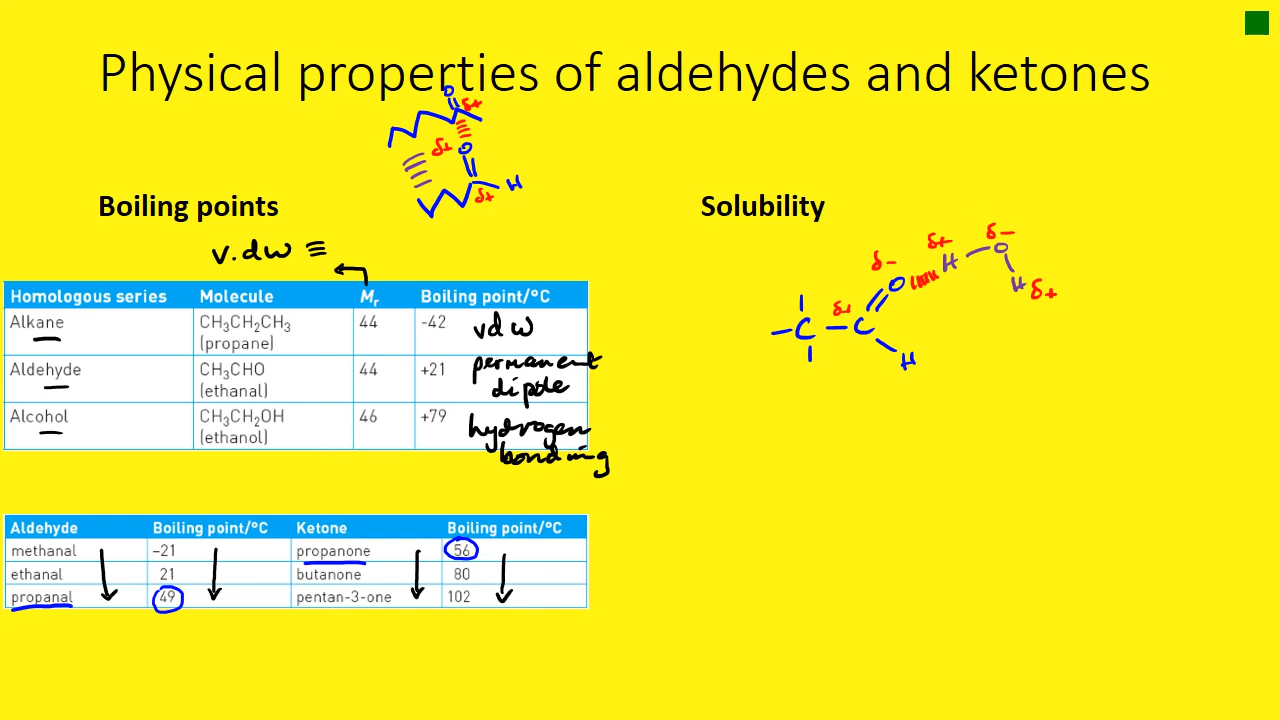 Physical properties of aldehydes and ketones
O
δ+
δ+
O
H
δ+
Boiling points
v.dw
Homologous series Molecule Mr Boiling point/°C
Alkane CH₃CH₂CH₃ 44 -42 vdw
(propane)
Aldehyde CH₃CHO 44 +21 permanent
(ethanal) dipole
Alcohol CH₃CH₂OH 46 +79 hydrogen
(ethanol) bonding
Aldehyde Boiling point/°C Ketone Boiling point/°C
methanal –21 propanone 56
ethanal 21 butanone 80
propanal 49 pentan-3-one 102
Solubility
δ-
δ+ O
δ- H
O H δ+
δ+
C C
H